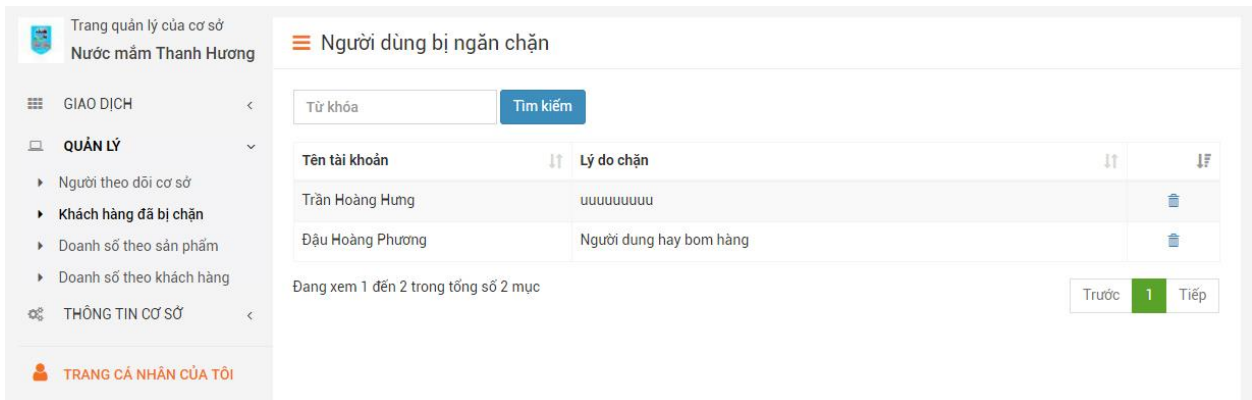 Trang quản lý của cơ sở
Nước mắm Thanh Hương
GIAO DỊCH
QUẢN LÝ
Người theo dõi cơ sở
Khách hàng đã bị chặn
Doanh số theo sản phẩm
Doanh số theo khách hàng
THÔNG TIN CƠ SỞ
TRANG CÁ NHÂN CỦA TÔI
Người dùng bị ngăn chặn
Từ khóa Tìm kiếm
Tên tài khoản Lý do chặn
Trần Hoàng Hưng uuuuuuuuu
Đậu Hoàng Phương Người dung hay bom hàng
Đang xem 1 đến 2 trong tổng số 2 mục
Trước 1 Tiếp